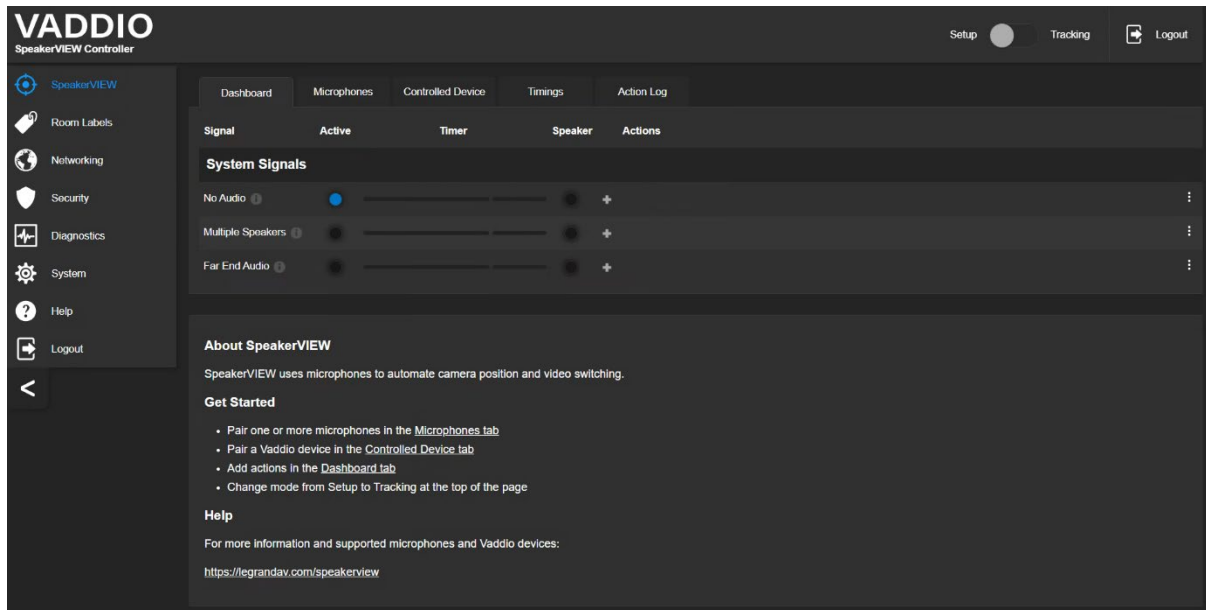 VADDIO
SpeakerVIEW Controller
Setup Tracking Logout
SpeakerVIEW
Room Labels
Networking
Security
Diagnostics
System
Help
Logout
Dashboard Microphones Controlled Device Timings Action Log
Signal Active Timer Speaker Actions
System Signals
No Audio
Multiple Speakers
Far End Audio
About SpeakerVIEW
SpeakerVIEW uses microphones to automate camera position and video switching.
Get Started
• Pair one or more microphones in the Microphones tab
• Pair a Vaddio device in the Controlled Device tab
• Add actions in the Dashboard tab
• Change mode from Setup to Tracking at the top of the page
Help
For more information and supported microphones and Vaddio devices:
https://legrandav.com/speakerview